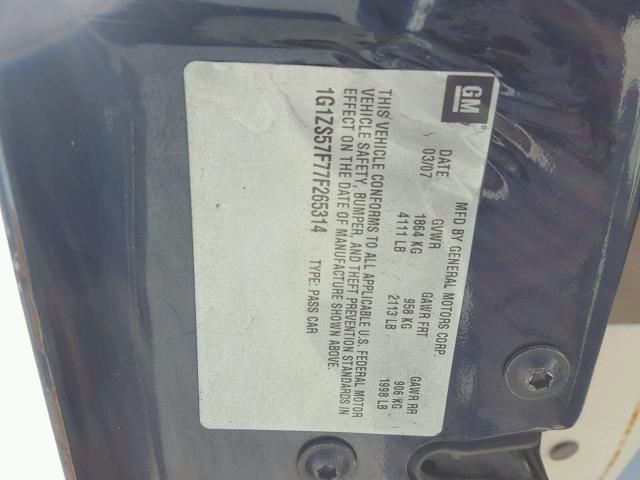 GM
MFD BY GENERAL MOTORS CORP.
DATE GVWR GAWR FRT GAWR RR
03/07 1864 KG 958 KG 906 KG
4111 LB 2113 LB 1998 LB
THIS VEHICLE CONFORMS TO ALL APPLICABLE U.S. FEDERAL MOTOR
VEHICLE SAFETY, BUMPER, AND THEFT PREVENTION STANDARDS IN
EFFECT ON THE DATE OF MANUFACTURE SHOWN ABOVE.
1G1ZS57F77F265314 TYPE: PASS CAR